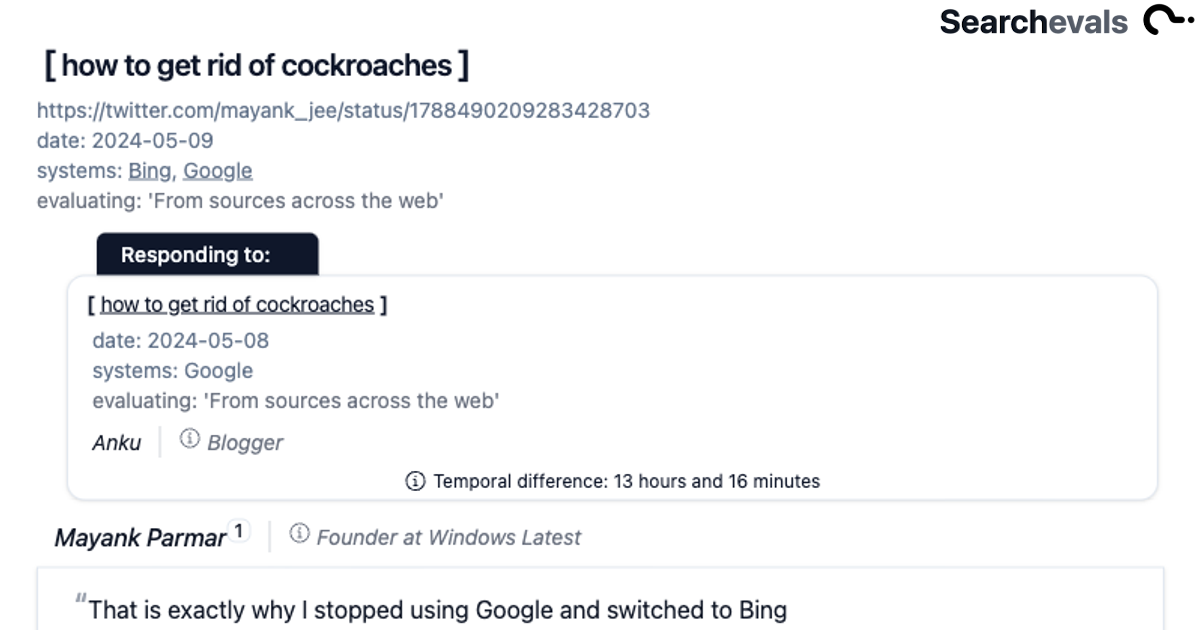 Searchevals
[ how to get rid of cockroaches ]
https://twitter.com/mayank_jee/status/1788490209283428703
date: 2024-05-09
systems: Bing, Google
evaluating: 'From sources across the web'
Responding to:
[ how to get rid of cockroaches ]
date: 2024-05-08
systems: Google
evaluating: 'From sources across the web'
Anku | ⓘ Blogger
ⓘ Temporal difference: 13 hours and 16 minutes
Mayank Parmar 1 | ⓘ Founder at Windows Latest
"That is exactly why I stopped using Google and switched to Bing